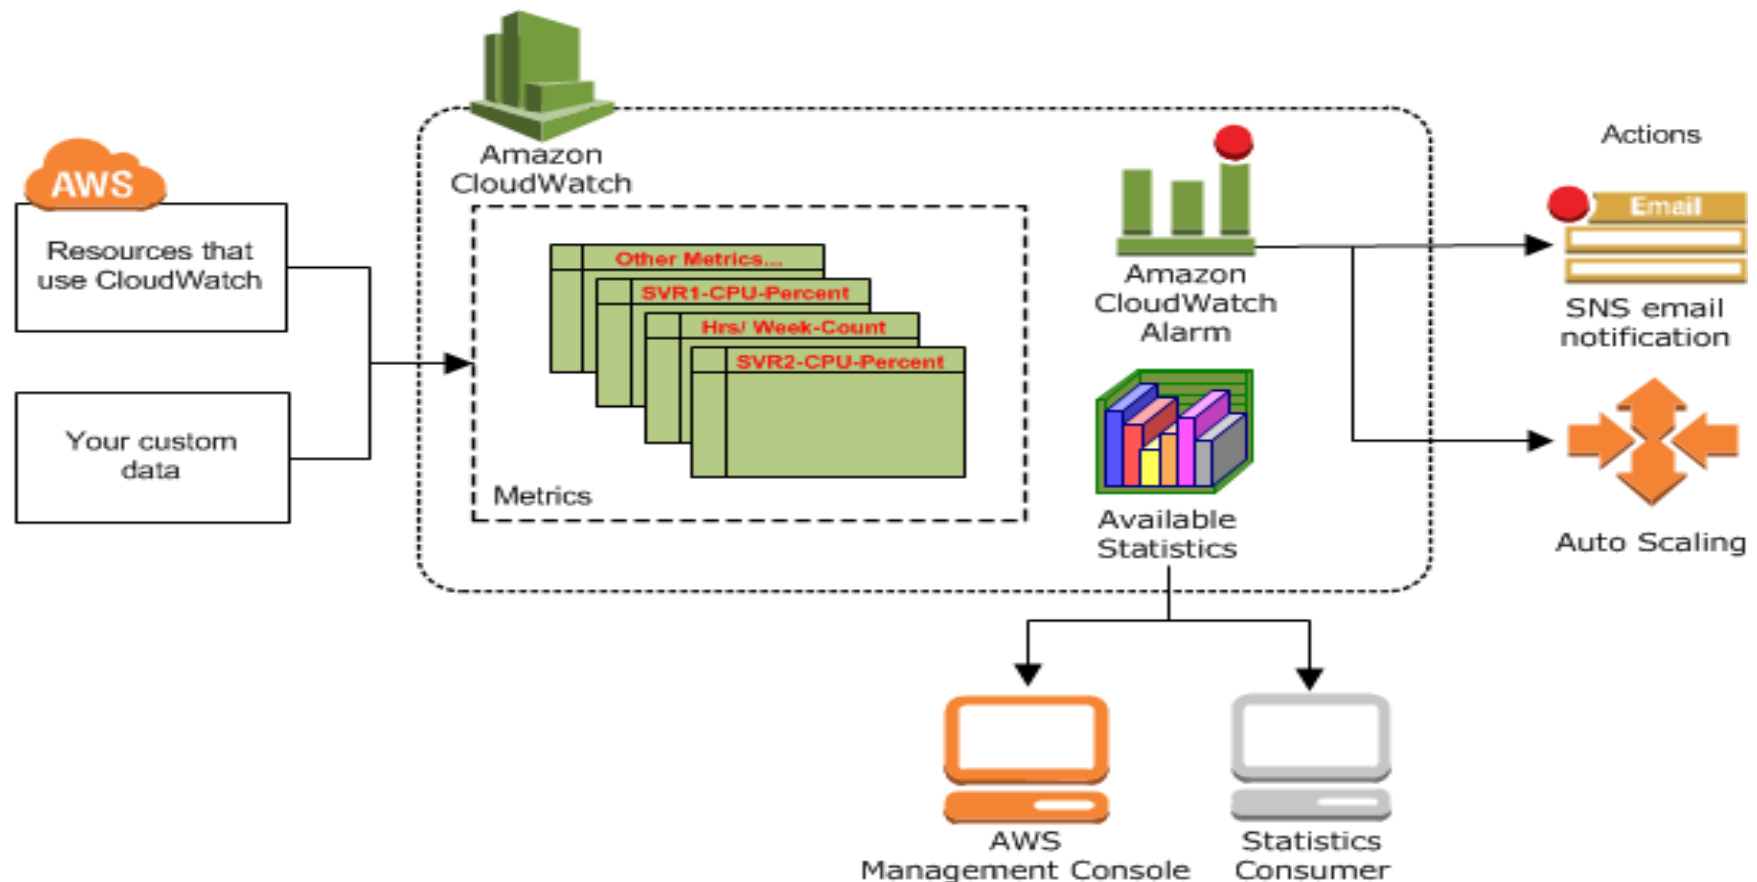 Amazon
CloudWatch
AWS
Resources that
use CloudWatch
Your custom
data
Other Metrics...
SVR1-CPU-Percent
Hrs/ Week-Count
SVR2-CPU-Percent
Metrics
Amazon
CloudWatch
Alarm
Available
Statistics
Actions
Email
SNS email
notification
Auto Scaling
AWS
Management Console
Statistics
Consumer